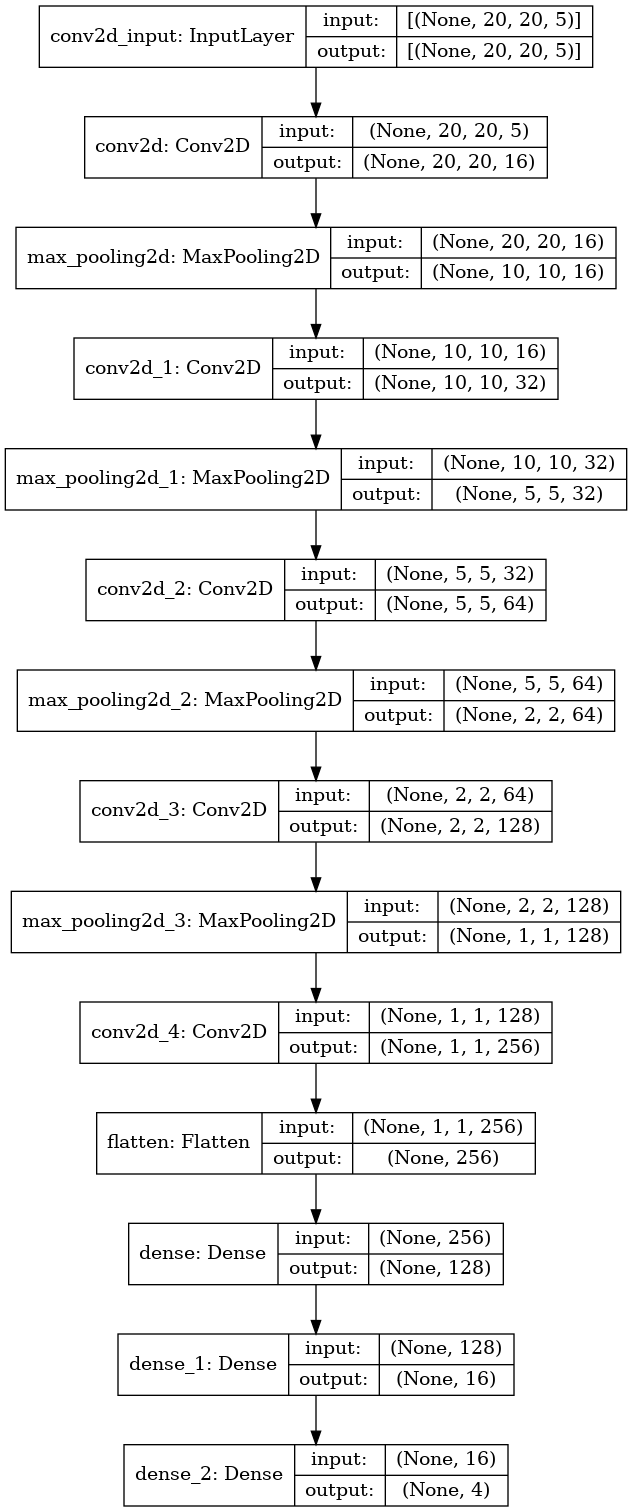 conv2d_input: InputLayer
input: [(None, 20, 20, 5)]
output: [(None, 20, 20, 5)]
conv2d: Conv2D
input: (None, 20, 20, 5)
output: (None, 20, 20, 16)
max_pooling2d: MaxPooling2D
input: (None, 20, 20, 16)
output: (None, 10, 10, 16)
conv2d_1: Conv2D
input: (None, 10, 10, 16)
output: (None, 10, 10, 32)
max_pooling2d_1: MaxPooling2D
input: (None, 10, 10, 32)
output: (None, 5, 5, 32)
conv2d_2: Conv2D
input: (None, 5, 5, 32)
output: (None, 5, 5, 64)
max_pooling2d_2: MaxPooling2D
input: (None, 5, 5, 64)
output: (None, 2, 2, 64)
conv2d_3: Conv2D
input: (None, 2, 2, 64)
output: (None, 2, 2, 128)
max_pooling2d_3: MaxPooling2D
input: (None, 2, 2, 128)
output: (None, 1, 1, 128)
conv2d_4: Conv2D
input: (None, 1, 1, 128)
output: (None, 1, 1, 256)
flatten: Flatten
input: (None, 1, 1, 256)
output: (None, 256)
dense: Dense
input: (None, 256)
output: (None, 128)
dense_1: Dense
input: (None, 128)
output: (None, 16)
dense_2: Dense
input: (None, 16)
output: (None, 4)